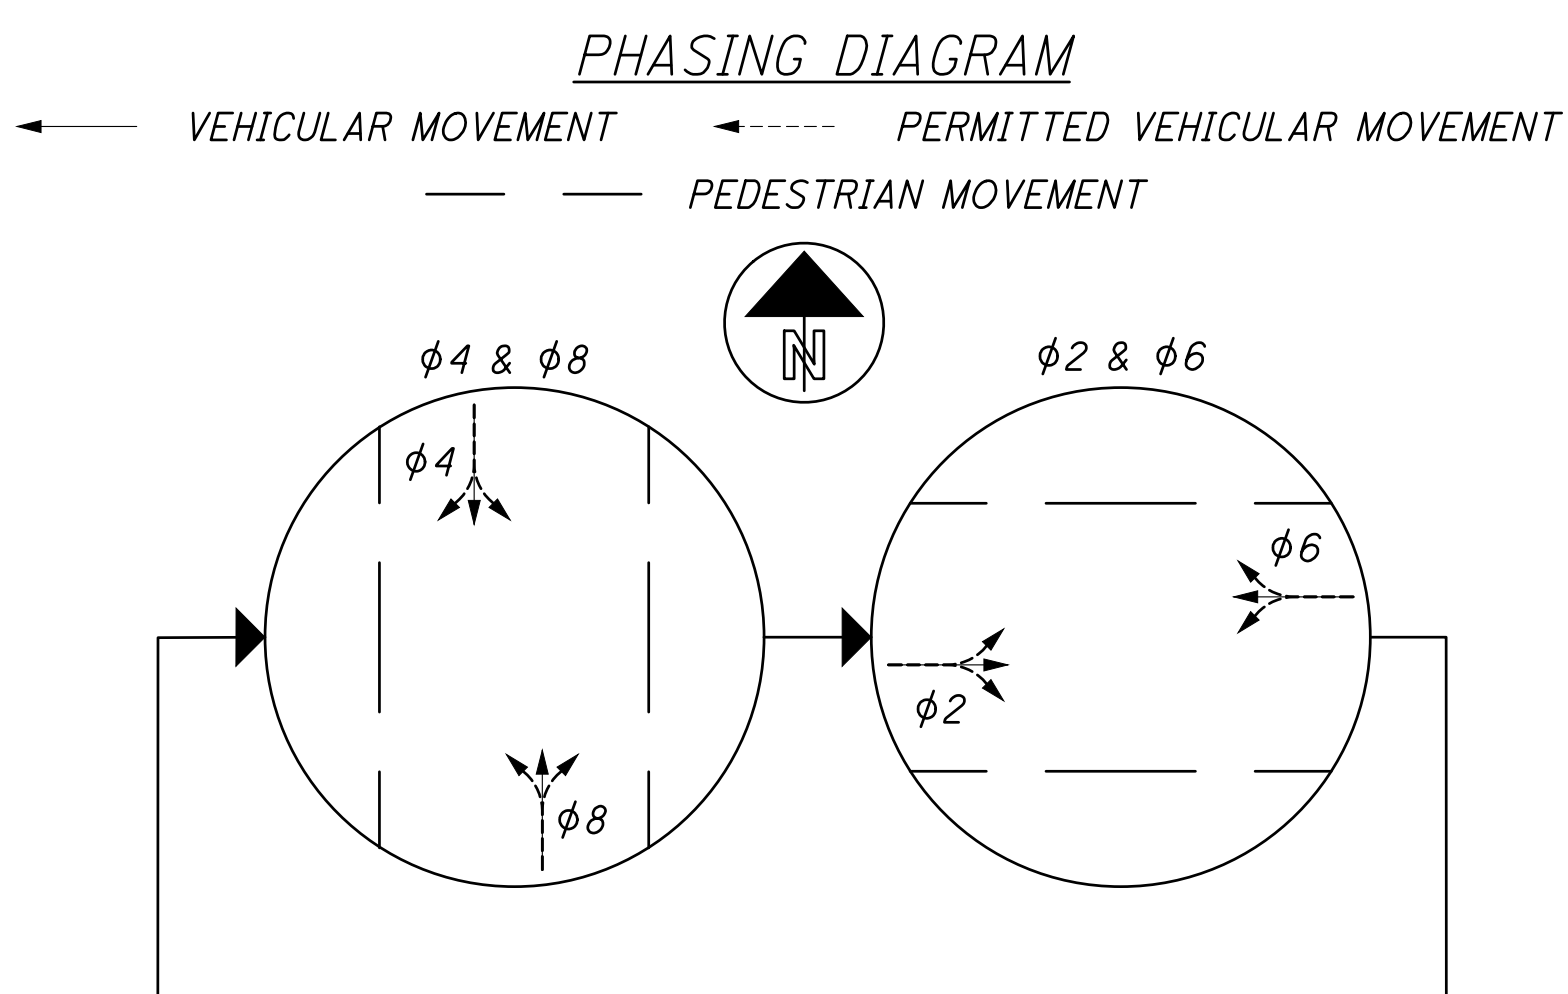 PHASING DIAGRAM
VEHICULAR MOVEMENT
PERMITTED VEHICULAR MOVEMENT
PEDESTRIAN MOVEMENT
N
ϕ4 & ϕ8
ϕ2 & ϕ6
ϕ4
ϕ6
ϕ2
ϕ8